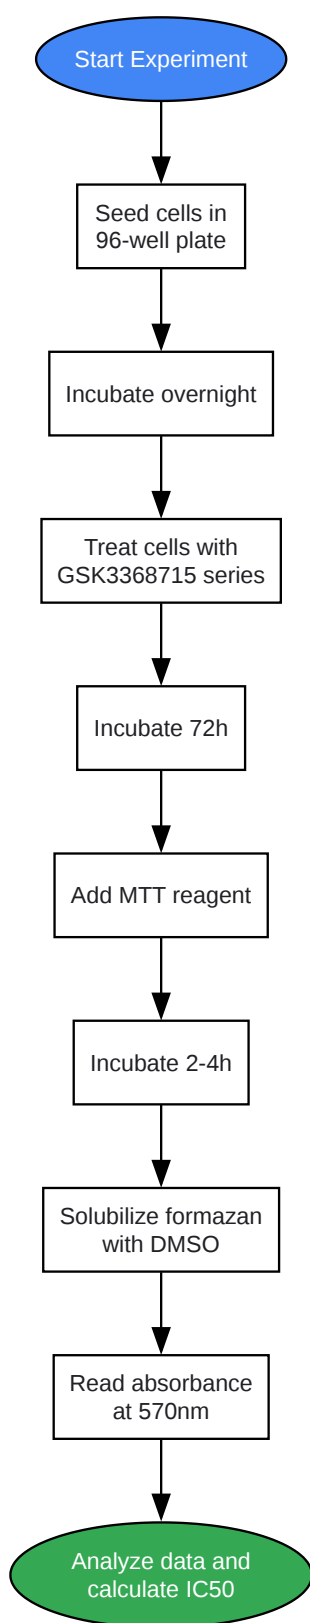 Start Experiment
Seed cells in
96-well plate
Incubate overnight
Treat cells with
GSK3368715 series
Incubate 72h
Add MTT reagent
Incubate 2-4h
Solubilize formazan
with DMSO
Read absorbance
at 570nm
Analyze data and
calculate IC50